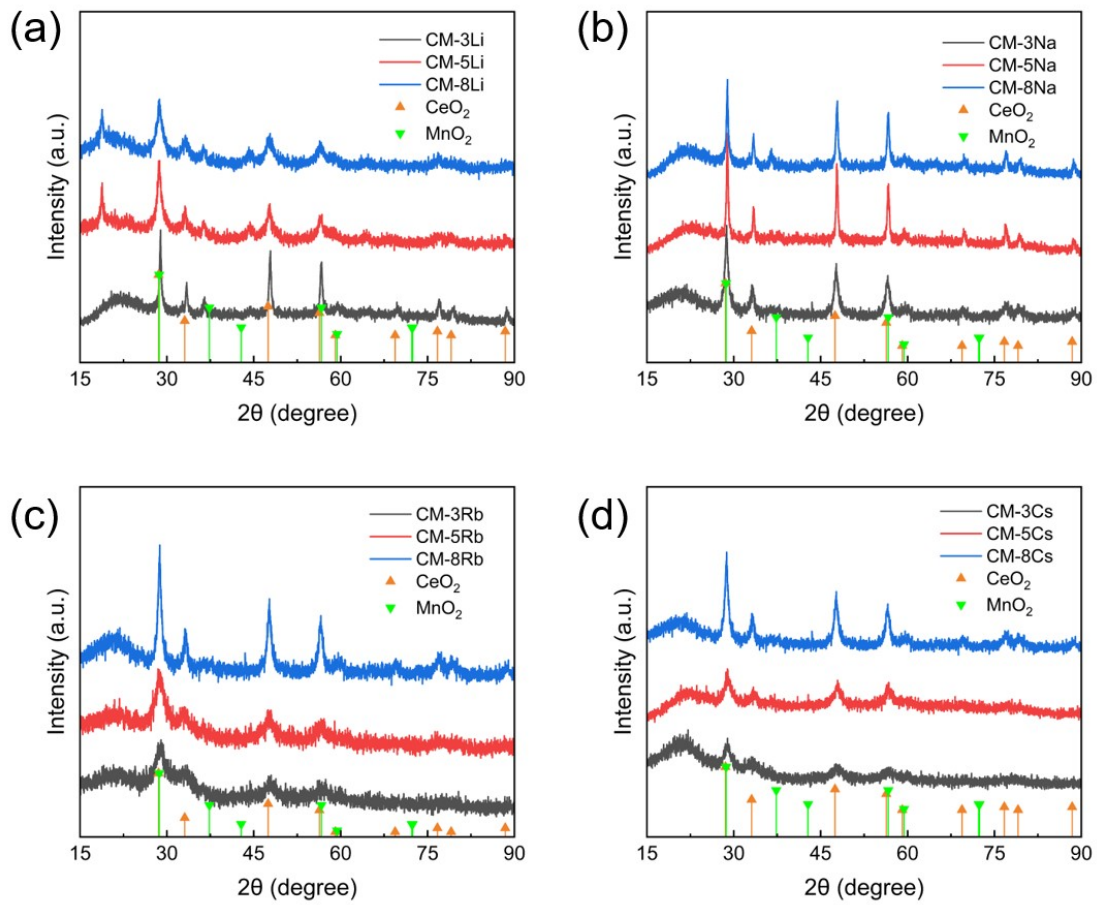 (a)
CM-3Li
CM-5Li
CM-8Li
CeO₂
MnO₂
Intensity (a.u.)
15 30 45 60 75 90
2θ (degree)
(b)
CM-3Na
CM-5Na
CM-8Na
CeO₂
MnO₂
Intensity (a.u.)
15 30 45 60 75 90
2θ (degree)
(c)
CM-3Rb
CM-5Rb
CM-8Rb
CeO₂
MnO₂
Intensity (a.u.)
15 30 45 60 75 90
2θ (degree)
(d)
CM-3Cs
CM-5Cs
CM-8Cs
CeO₂
MnO₂
Intensity (a.u.)
15 30 45 60 75 90
2θ (degree)